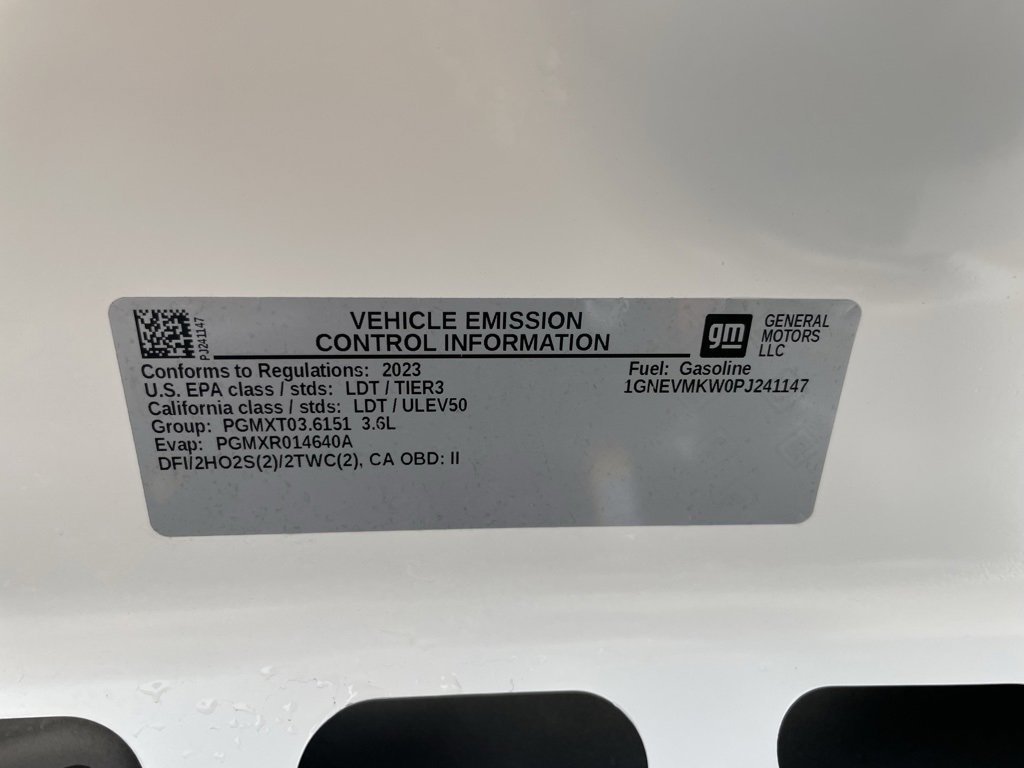 PJ241147
VEHICLE EMISSION
CONTROL INFORMATION
gm
GENERAL
MOTORS
LLC
Conforms to Regulations: 2023
U.S. EPA class / stds: LDT / TIER3
California class / stds: LDT / ULEV50
Group: PGMXT03.6151 3.6L
Evap: PGMXR014640A
DFI/2HO2S(2)/2TWC(2), CA OBD: II
Fuel: Gasoline
1GNEVMKW0PJ241147